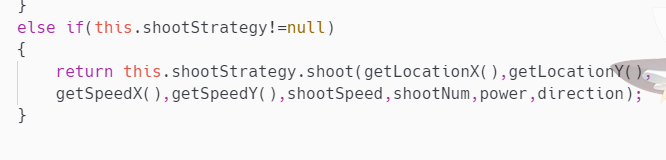 }
else if(this.shootStrategy!=null)
{
return this.shootStrategy.shoot(getLocationX(),getLocationY(),
getSpeedX(),getSpeedY(),shootSpeed,shootNum,power,direction);
}